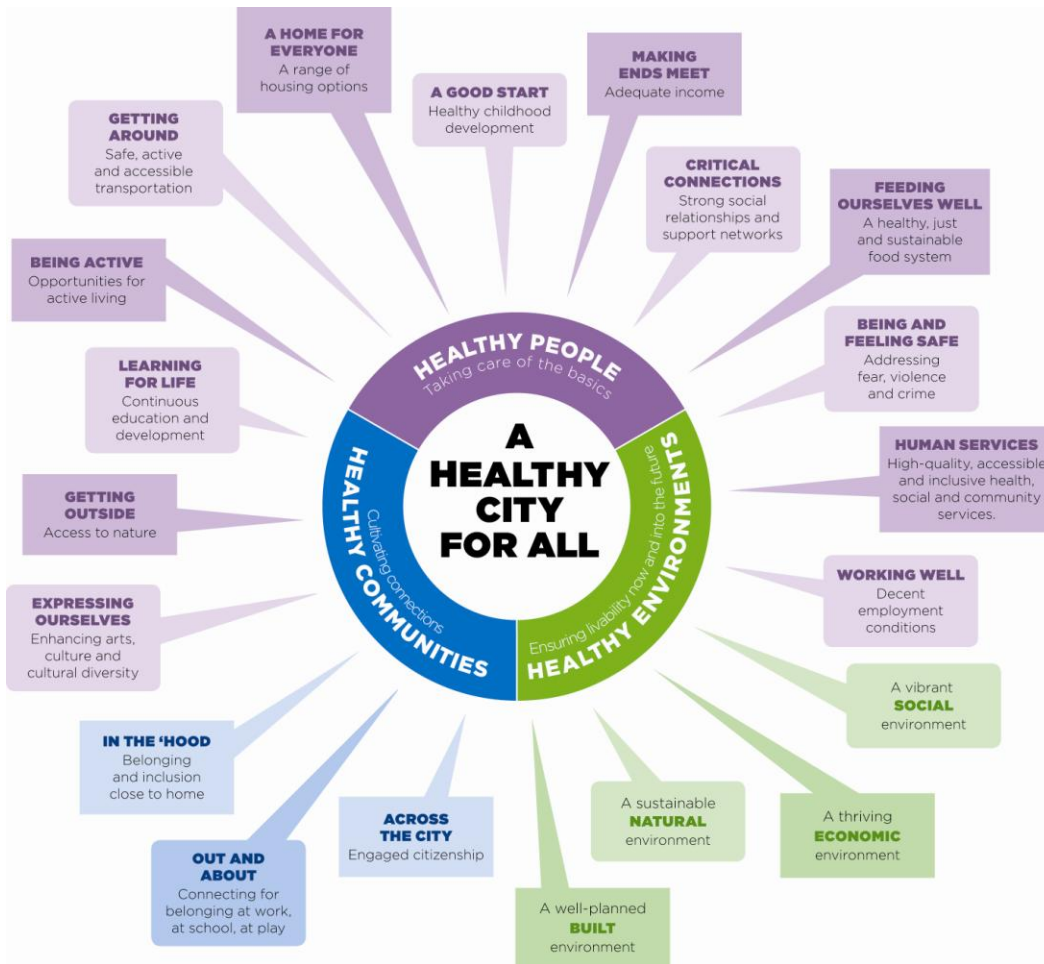 A HOME FOR
EVERYONE
A range of
housing options
A GOOD START
Healthy childhood
development
MAKING
ENDS MEET
Adequate income
GETTING
AROUND
Safe, active
and accessible
transportation
CRITICAL
CONNECTIONS
Strong social
relationships and
support networks
FEEDING
OURSELVES WELL
A healthy, just
and sustainable
food system
BEING ACTIVE
Opportunities for
active living
BEING AND
FEELING SAFE
Addressing
fear, violence
and crime
LEARNING
FOR LIFE
Continuous
education and
development
HUMAN SERVICES
High-quality, accessible
and inclusive health,
social and community
services.
GETTING
OUTSIDE
Access to nature
WORKING WELL
Decent
employment
conditions
EXPRESSING
OURSELVES
Enhancing arts,
culture and
cultural diversity
HEALTHY PEOPLE
Taking care of the basics
A
HEALTHY
CITY
FOR ALL
HEALTHY COMMUNITIES
Cultivating connections
Ensuring livability now and into the future
HEALTHY ENVIRONMENTS
A vibrant
SOCIAL
environment
IN THE ‘HOOD
Belonging
and inclusion
close to home
A sustainable
NATURAL
environment
A thriving
ECONOMIC
environment
ACROSS
THE CITY
Engaged citizenship
OUT AND
ABOUT
Connecting for
belonging at work,
at school, at play
A well-planned
BUILT
environment